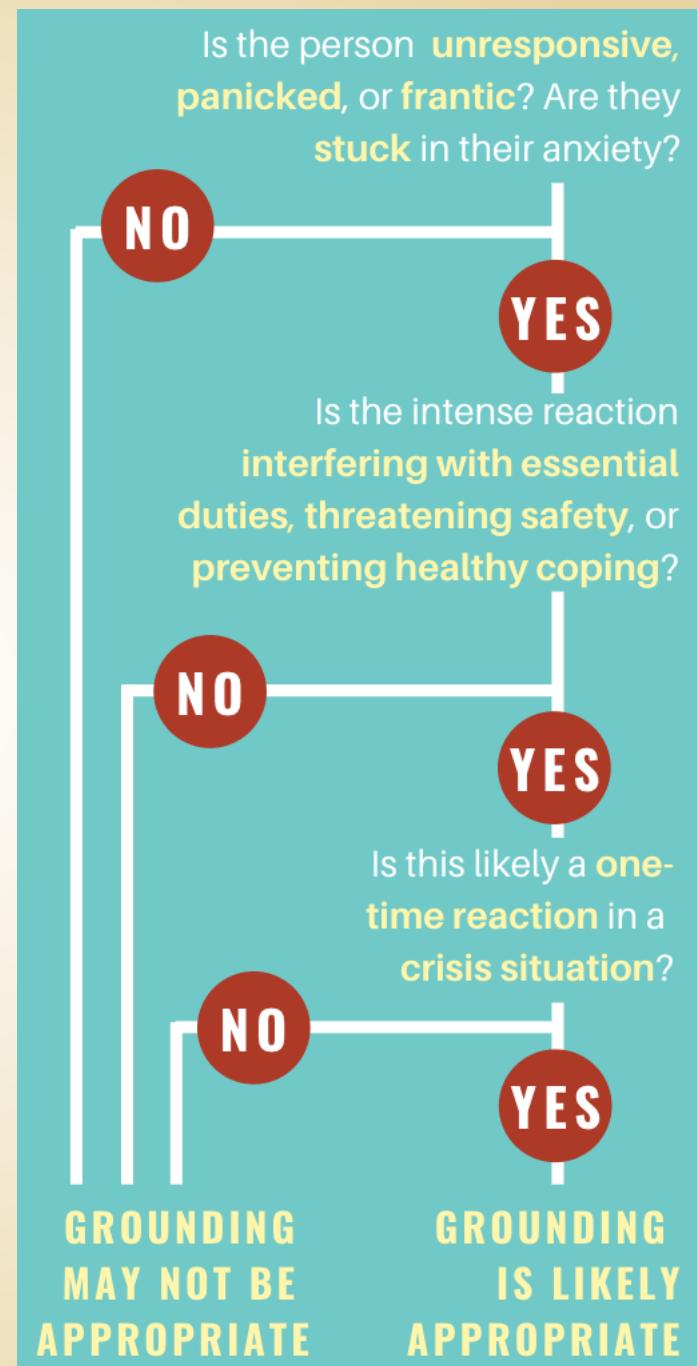 Is the person unresponsive,
panicked, or frantic? Are they
stuck in their anxiety?
NO
YES
Is the intense reaction
interfering with essential
duties, threatening safety, or
preventing healthy coping?
NO
YES
Is this likely a one-
time reaction in a
crisis situation?
NO
YES
GROUNDING
MAY NOT BE
APPROPRIATE
GROUNDING
IS LIKELY
APPROPRIATE